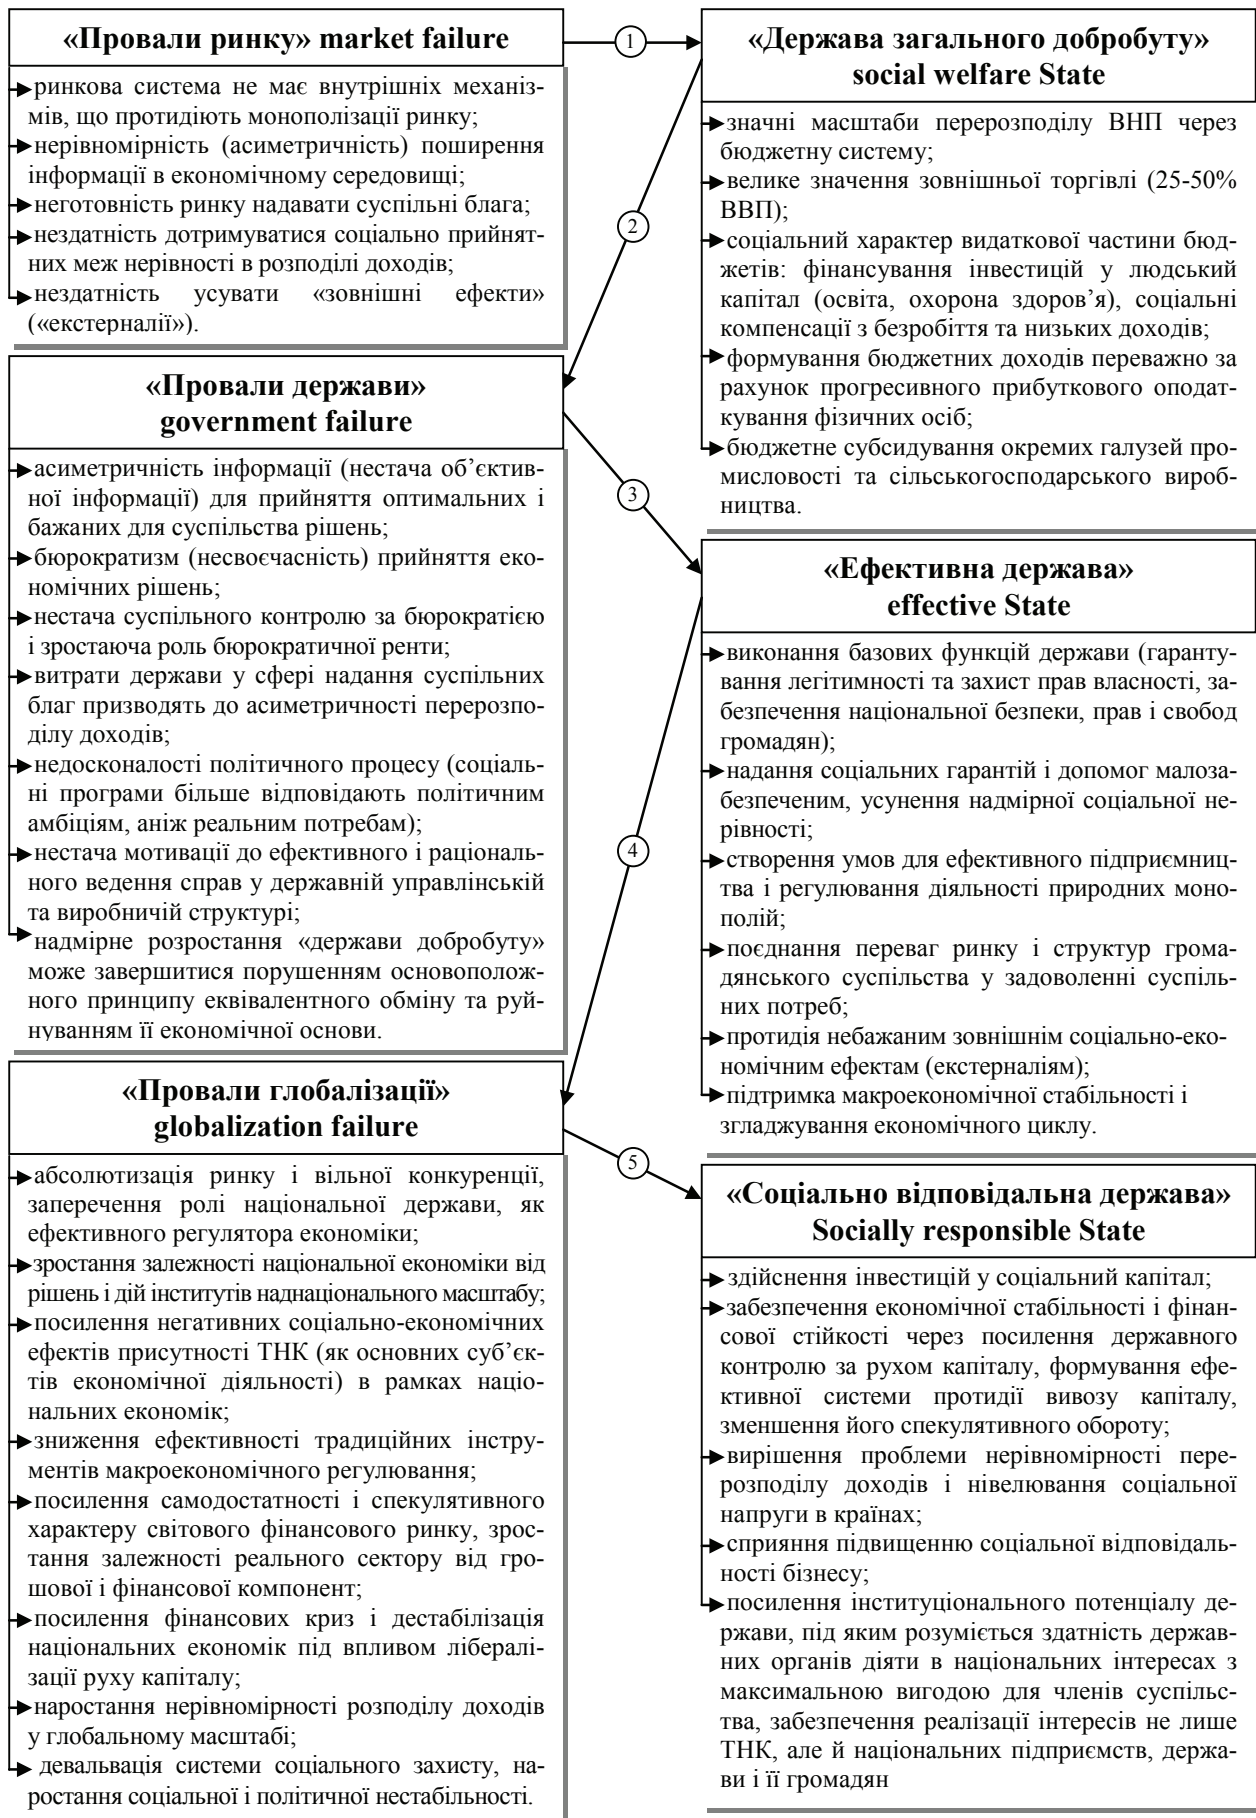 «Провали ринку» market failure
ринкова система не має внутрішніх механіз-
мів, що протидіють монополізації ринку;
нерівномірність (асиметричність) поширення
інформації в економічному середовищі;
неготовність ринку надавати суспільні блага;
нездатність дотримуватися соціально прийнят-
них меж нерівності в розподілі доходів;
нездатність усувати «зовнішні ефекти»
(«екстерналії»).
1
«Держава загального добробуту»
social welfare State
значні масштаби перерозподілу ВНП через
бюджетну систему;
велике значення зовнішньої торгівлі (25-50%
ВВП);
соціальний характер видаткової частини бюд-
жетів: фінансування інвестицій у людський
капітал (освіта, охорона здоров’я), соціальні
компенсації з безробіття та низьких доходів;
формування бюджетних доходів переважно за
рахунок прогресивного прибуткового оподат-
кування фізичних осіб;
бюджетне субсидування окремих галузей про-
мисловості та сільськогосподарського вироб-
ництва.
2
«Провали держави»
government failure
асиметричність інформації (нестача об’єктив-
ної інформації) для прийняття оптимальних і
бажаних для суспільства рішень;
бюрократизм (несвоєчасність) прийняття еко-
номічних рішень;
нестача суспільного контролю за бюрократією
і зростаюча роль бюрократичної ренти;
витрати держави у сфері надання суспільних
благ призводять до асиметричності перерозпо-
ділу доходів;
недосконалості політичного процесу (соціаль-
ні програми більше відповідають політичним
амбіціям, аніж реальним потребам);
нестача мотивації до ефективного і раціональ-
ного ведення справ у державній управлінській
та виробничій структурі;
надмірне розростання «держави добробуту»
може завершитися порушенням основополож-
ного принципу еквівалентного обміну та руй-
нуванням її економічної основи.
3
«Ефективна держава»
effective State
виконання базових функцій держави (гаранту-
вання легітимності та захист прав власності, за-
безпечення національної безпеки, прав і свобод
громадян);
надання соціальних гарантій і допомог малоза-
безпеченим, усунення надмірної соціальної не-
рівності;
створення умов для ефективного підприємниц-
тва і регулювання діяльності природних моно-
полій;
поєднання переваг ринку і структур грома-
дянського суспільства у задоволенні суспіль-
них потреб;
протидія небажаним зовнішнім соціально-еко-
номічним ефектам (екстерналіям);
підтримка макроекономічної стабільності і
згладжування економічного циклу.
4
«Провали глобалізації»
globalization failure
абсолютизація ринку і вільної конкуренції,
заперечення ролі національної держави, як
ефективного регулятора економіки;
зростання залежності національної економіки від
рішень і дій інститутів наднаціонального масштабу;
посилення негативних соціально-економічних
ефектів присутності ТНК (як основних суб’єк-
тів економічної діяльності) в рамках націо-
нальних економік;
зниження ефективності традиційних інстру-
ментів макроекономічного регулювання;
посилення самодостатності і спекулятивного
характеру світового фінансового ринку, зрос-
тання залежності реального сектору від гро-
шової і фінансової компонент;
посилення фінансових криз і дестабілізація
національних економік під впливом лібералі-
зації руху капіталу;
наростання нерівномірності розподілу доходів
у глобальному масштабі;
девальвація системи соціального захисту, на-
ростання соціальної і політичної нестабільності.
5
«Соціально відповідальна держава»
Socially responsible State
здійснення інвестицій у соціальний капітал;
забезпечення економічної стабільності і фінан-
сової стійкості через посилення державного
контролю за рухом капіталу, формування ефе-
ктивної системи протидії вивозу капіталу,
зменшення його спекулятивного обороту;
вирішення проблеми нерівномірності пере-
розподілу доходів і нівелювання соціальної
напруги в країнах;
сприяння підвищенню соціальної відповідаль-
ності бізнесу;
посилення інституціонального потенціалу де-
ржави, під яким розуміється здатність держав-
них органів діяти в національних інтересах з
максимальною вигодою для членів суспільс-
тва, забезпечення реалізації інтересів не лише
ТНК, але й національних підприємств, держа-
ви і її громадян